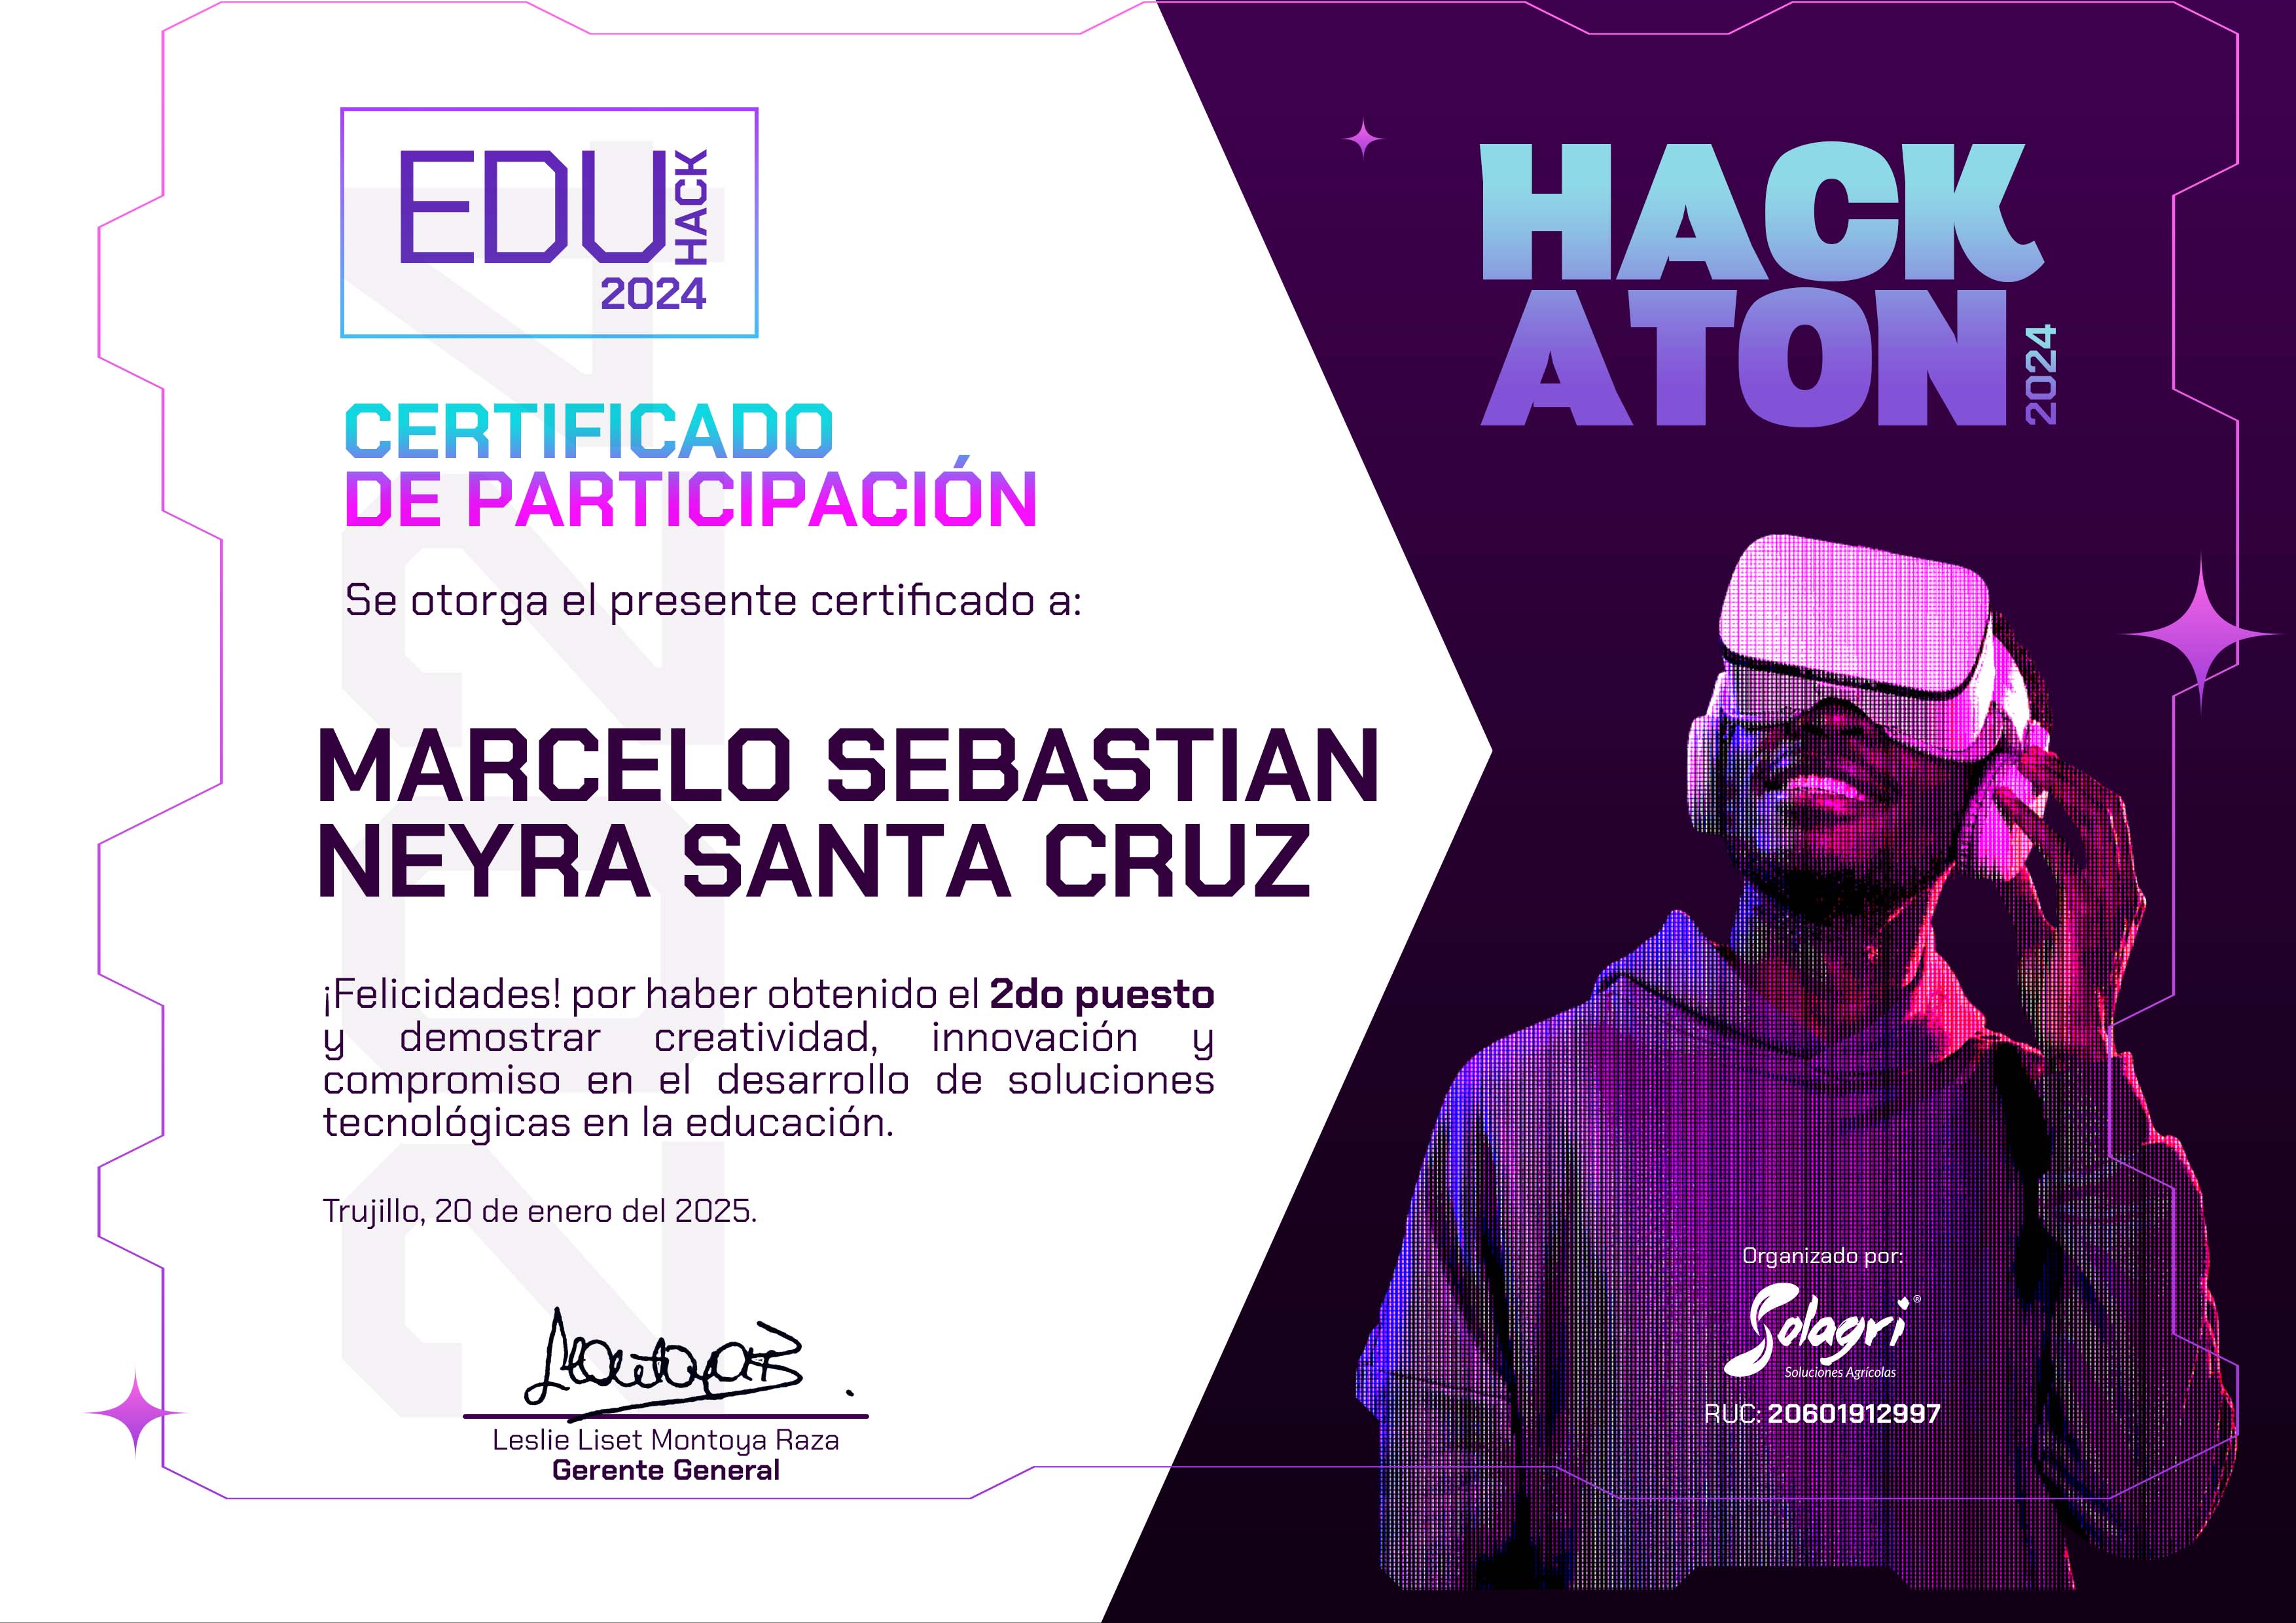 EDU
HACK
2024
CERTIFICADO
DE PARTICIPACIÓN
Se otorga el presente certificado a:
MARCELO SEBASTIAN
NEYRA SANTA CRUZ
¡Felicidades! por haber obtenido el 2do puesto
y demostrar creatividad, innovación y
compromiso en el desarrollo de soluciones
tecnológicas en la educación.
Trujillo, 20 de enero del 2025.
Leslie Liset Montoya Raza
Gerente General
HACK
ATON
2024
Organizado por:
Solagri®
Soluciones Agrícolas
RUC: 20601912997
2024